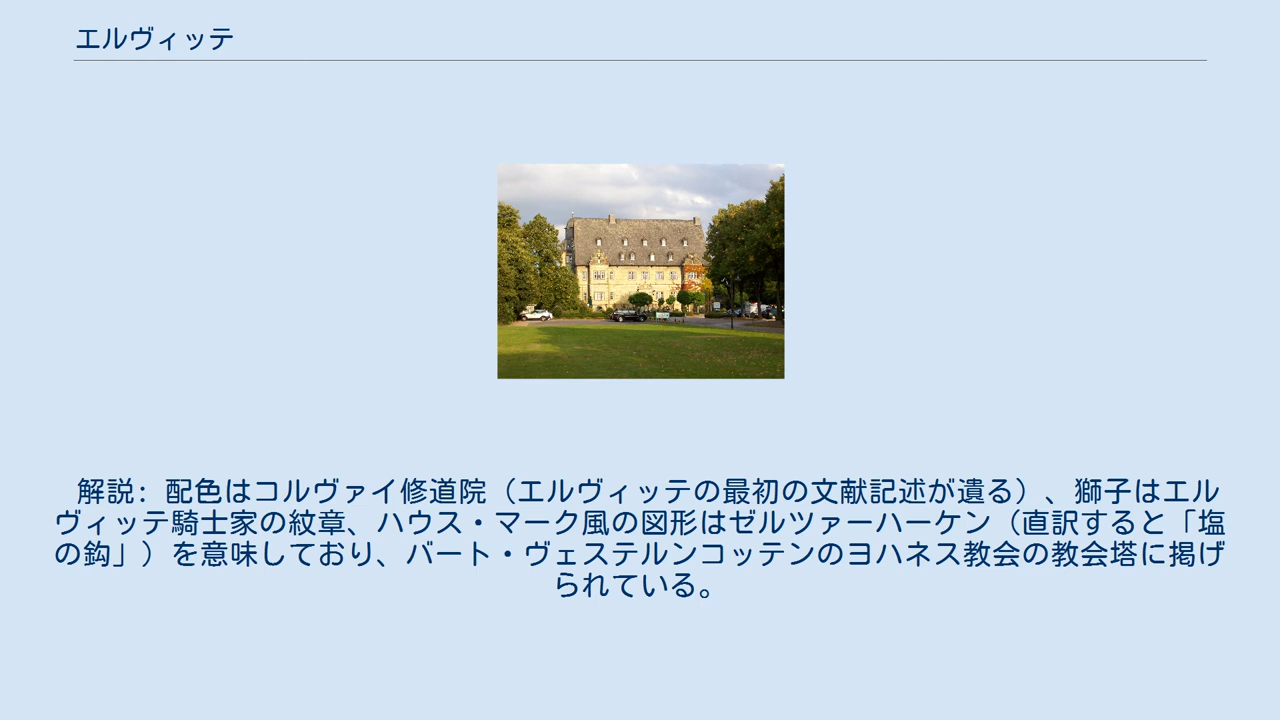 エルヴィッテ
解説: 配色はコルヴァイ修道院（エルヴィッテの最初の文献記述が遺る）、獅子はエル
ヴィッテ騎士家の紋章、ハウス・マーク風の図形はゼルツァーハーケン（直訳すると「塩
の鈎」）を意味しており、バート・ヴェステルンコッテンのヨハネス教会の教会塔に掲げ
られている。